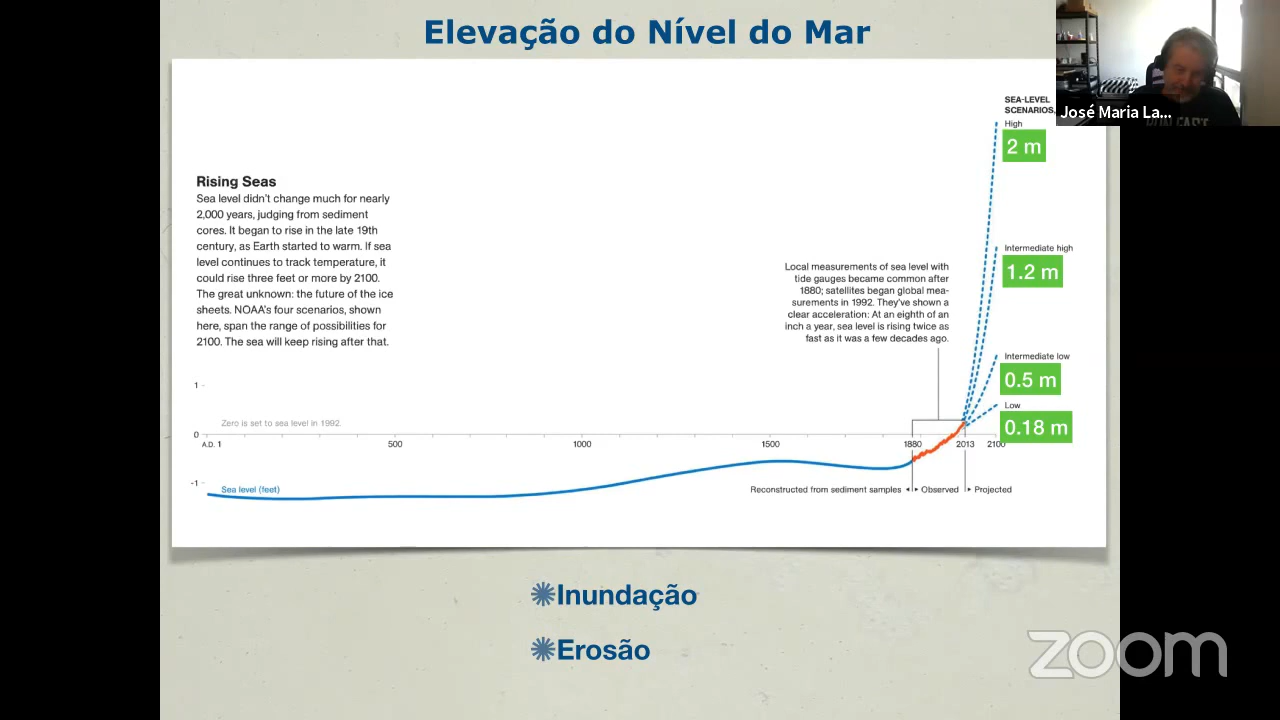 Elevação do Nível do Mar
José Maria La...
SEA-LEVEL
SCENARIOS,
High
2 m
Rising Seas
Sea level didn't change much for nearly
2,000 years, judging from sediment
cores. It began to rise in the late 19th
century, as Earth started to warm. If sea
level continues to track temperature, it
could rise three feet or more by 2100.
The great unknown: the future of the ice
sheets. NOAA's four scenarios, shown
here, span the range of possibilities for
2100. The sea will keep rising after that.
Intermediate high
1.2 m
Local measurements of sea level with
tide gauges became common after
1880; satellites began global mea-
surements in 1992. They've shown a
clear acceleration: At an eighth of an
inch a year, sea level is rising twice as
fast as it was a few decades ago.
Intermediate low
0.5 m
Low
0.18 m
1
Zero is set to sea level in 1992.
0
A.D. 1 500 1000 1500 1880 2013 2100
-1
Sea level (feet)
Reconstructed from sediment samples Observed Projected
Inundação
Erosão
zoom